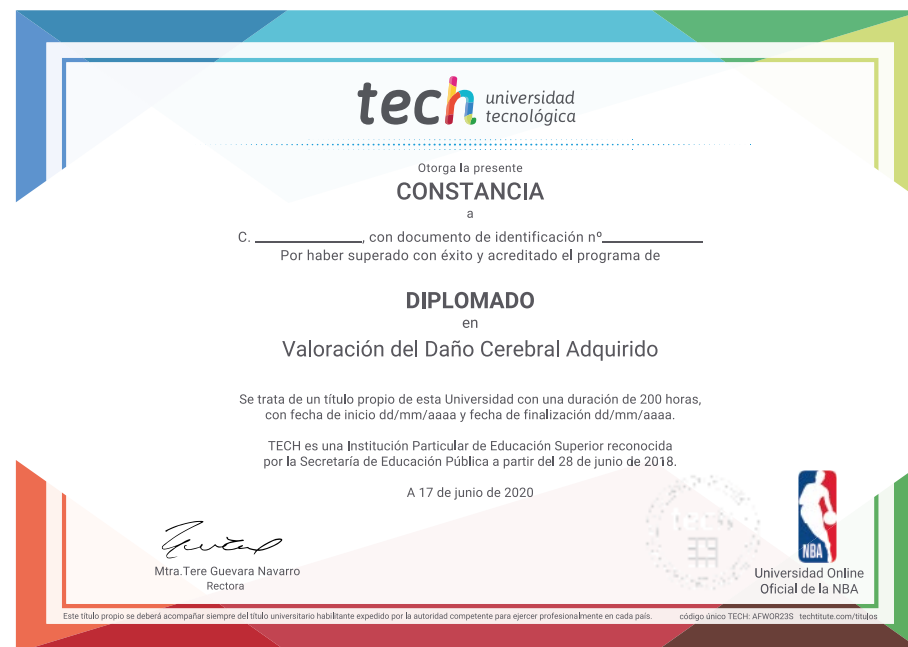 tech universidad
tecnológica
Otorga la presente
CONSTANCIA
a
C. ____________, con documento de identificación nº____________
Por haber superado con éxito y acreditado el programa de
DIPLOMADO
en
Valoración del Daño Cerebral Adquirido
Se trata de un título propio de esta Universidad con una duración de 200 horas,
con fecha de inicio dd/mm/aaaa y fecha de finalización dd/mm/aaaa.
TECH es una Institución Particular de Educación Superior reconocida
por la Secretaría de Educación Pública a partir del 28 de junio de 2018.
A 17 de junio de 2020
Mtra.Tere Guevara Navarro
Rectora
NBA
Universidad Online
Oficial de la NBA
Este título propio se deberá acompañar siempre del título universitario habilitante expedido por la autoridad competente para ejercer profesionalmente en cada país. código único TECH: AFWOR23S techtitute.com/titulos